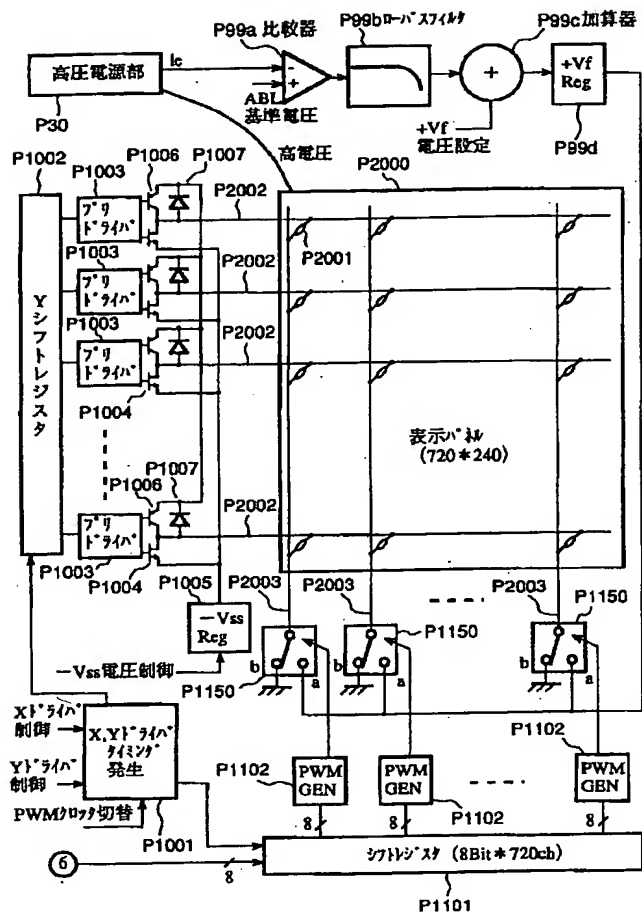 P99a 比較器
P99b ローパスフィルタ
P99c 加算器
高圧電源部
Ic
-
+
ABL
基準電圧
+
+Vf
Reg
P30
+Vf
電圧設定
P99d
高電圧
P1002
P1003
P1006
P1007
P2000
プリ
ドライバ
P2002
P2001
P1003
プリ
ドライバ
P2002
P1003
プリ
ドライバ
P2002
Yシフトレジスタ
P1004
表示パネル
(720*240)
P1007
P1006
プリ
ドライバ
P2002
P1003
P1004
P1005
P2003
P2003
P2003
P1150
-Vss
Reg
P1150
b
a
b
a
b
a
-Vss電圧制御
P1150
Xドライバ
制御
X,Yドライバ
タイミング
発生
Yドライバ
制御
PWMクロック切替
P1001
P1102
PWM
GEN
PWM
GEN
P1102
P1102
PWM
GEN
8
8
8
6
8
シフトレジスタ (8Bit*720ch)
P1101